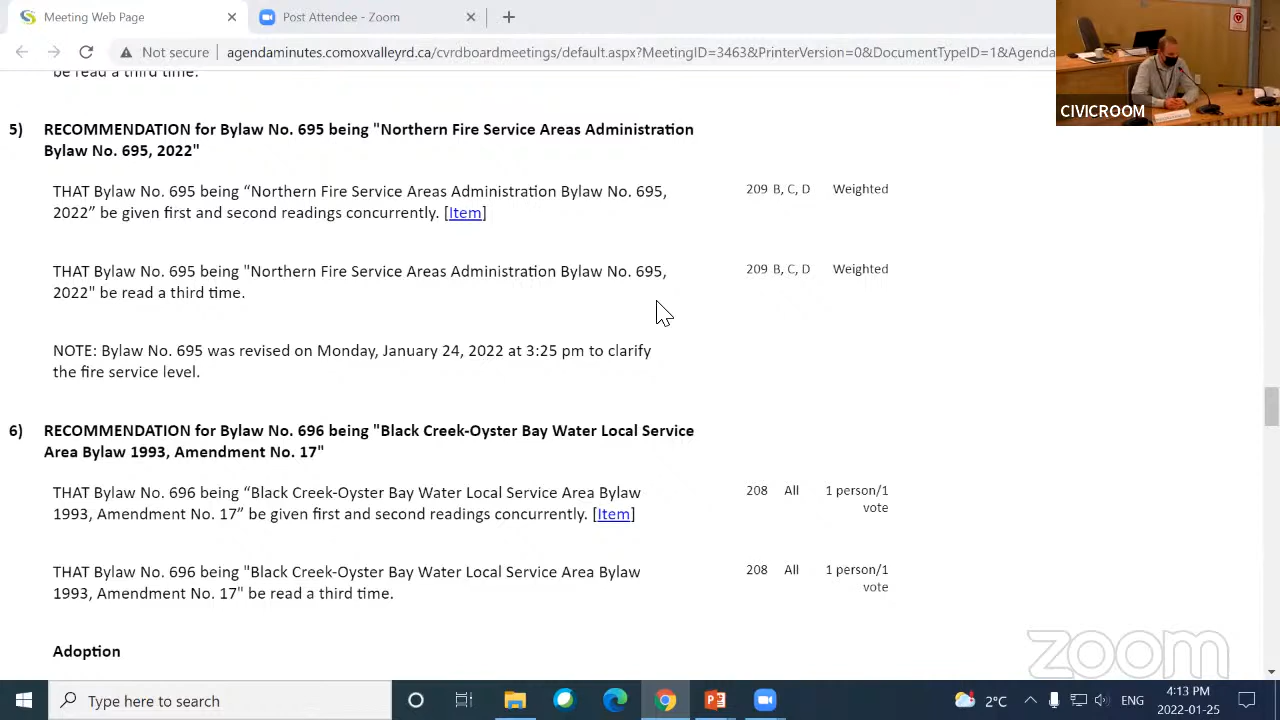 Meeting Web Page
Post Attendee - Zoom
Not secure
agendaminutes.comoxvalleyrd.ca/cvrdboardmeetings/default.aspx?MeetingID=3463&PrinterVersion=0&DocumentTypeID=1&Agenda
CIVICROOM
be read a third time.
5) RECOMMENDATION for Bylaw No. 695 being "Northern Fire Service Areas Administration
Bylaw No. 695, 2022"
THAT Bylaw No. 695 being “Northern Fire Service Areas Administration Bylaw No. 695, 209 B, C, D Weighted
2022” be given first and second readings concurrently. [Item]
THAT Bylaw No. 695 being "Northern Fire Service Areas Administration Bylaw No. 695, 209 B, C, D Weighted
2022" be read a third time.
NOTE: Bylaw No. 695 was revised on Monday, January 24, 2022 at 3:25 pm to clarify
the fire service level.
6) RECOMMENDATION for Bylaw No. 696 being "Black Creek-Oyster Bay Water Local Service
Area Bylaw 1993, Amendment No. 17"
THAT Bylaw No. 696 being “Black Creek-Oyster Bay Water Local Service Area Bylaw 208 All 1 person/1
1993, Amendment No. 17” be given first and second readings concurrently. [Item] vote
THAT Bylaw No. 696 being "Black Creek-Oyster Bay Water Local Service Area Bylaw 208 All 1 person/1
1993, Amendment No. 17" be read a third time. vote
Adoption
zoom
Type here to search
2°C
ENG
4:13 PM
2022-01-25